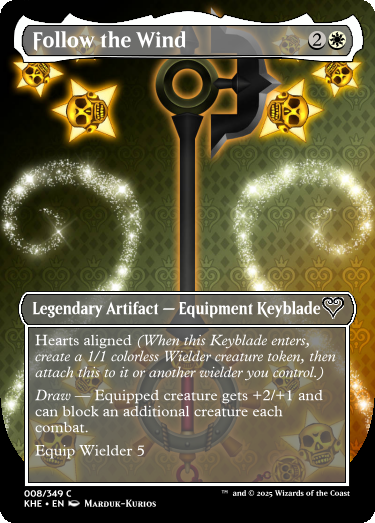 Follow the Wind 2
Legendary Artifact — Equipment Keyblade
Hearts aligned (When this Keyblade enters,
create a 1/1 colorless Wielder creature token, then
attach this to it or another wielder you control.)
Draw — Equipped creature gets +2/+1 and
can block an additional creature each
combat.
Equip Wielder 5
008/349 C
™ and © 2025 Wizards of the Coast
KHE • EN Marduk-Kurios